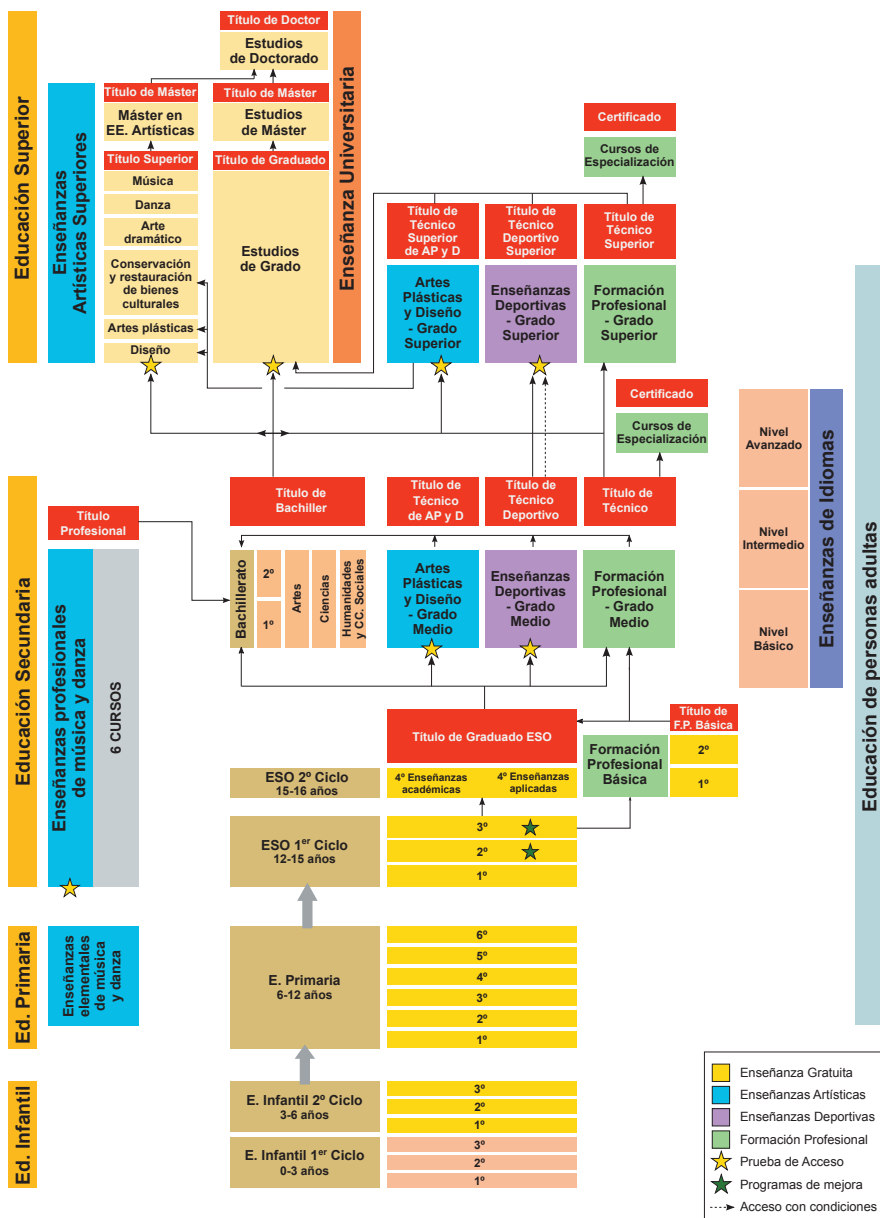 Educación Superior
Enseñanzas
Artísticas Superiores
Título de Doctor
Estudios
de Doctorado
Título de Máster
Máster en
EE. Artísticas
Título Superior
Música
Danza
Arte
dramático
Conservación
y restauración
de bienes
culturales
Artes plásticas
Diseño
Título de Máster
Estudios
de Máster
Título de Graduado
Estudios
de Grado
Enseñanza Universitaria
Título de
Técnico
Superior
de AP y D
Artes
Plásticas
y Diseño
- Grado
Superior
Título de
Técnico
Deportivo
Superior
Enseñanzas
Deportivas
- Grado
Superior
Certificado
Cursos de
Especialización
Título de
Técnico
Superior
Formación
Profesional
- Grado
Superior
Certificado
Cursos de
Especialización
Educación Secundaria
Título
Profesional
Enseñanzas profesionales
de música y danza
6 CURSOS
Título de
Bachiller
Bachillerato
2º
1º
Artes
Ciencias
Humanidades
y CC. Sociales
Título de
Técnico
de AP y D
Artes
Plásticas
y Diseño
- Grado
Medio
Título de
Técnico
Deportivo
Enseñanzas
Deportivas
- Grado
Medio
Título de
Técnico
Formación
Profesional
- Grado
Medio
Título de Graduado ESO
Título de
F.P. Básica
Formación
Profesional
Básica
2º
1º
ESO 2º Ciclo
15-16 años
4º Enseñanzas
académicas
4º Enseñanzas
aplicadas
ESO 1er Ciclo
12-15 años
3º
2º
1º
Ed. Primaria
Enseñanzas
elementales
de música
y danza
E. Primaria
6-12 años
6º
5º
4º
3º
2º
1º
Ed. Infantil
E. Infantil 2º Ciclo
3-6 años
3º
2º
1º
E. Infantil 1er Ciclo
0-3 años
3º
2º
1º
Nivel
Avanzado
Nivel
Intermedio
Nivel
Básico
Enseñanzas de Idiomas
Educación de personas adultas
Enseñanza Gratuita
Enseñanzas Artísticas
Enseñanzas Deportivas
Formación Profesional
Prueba de Acceso
Programas de mejora
Acceso con condiciones